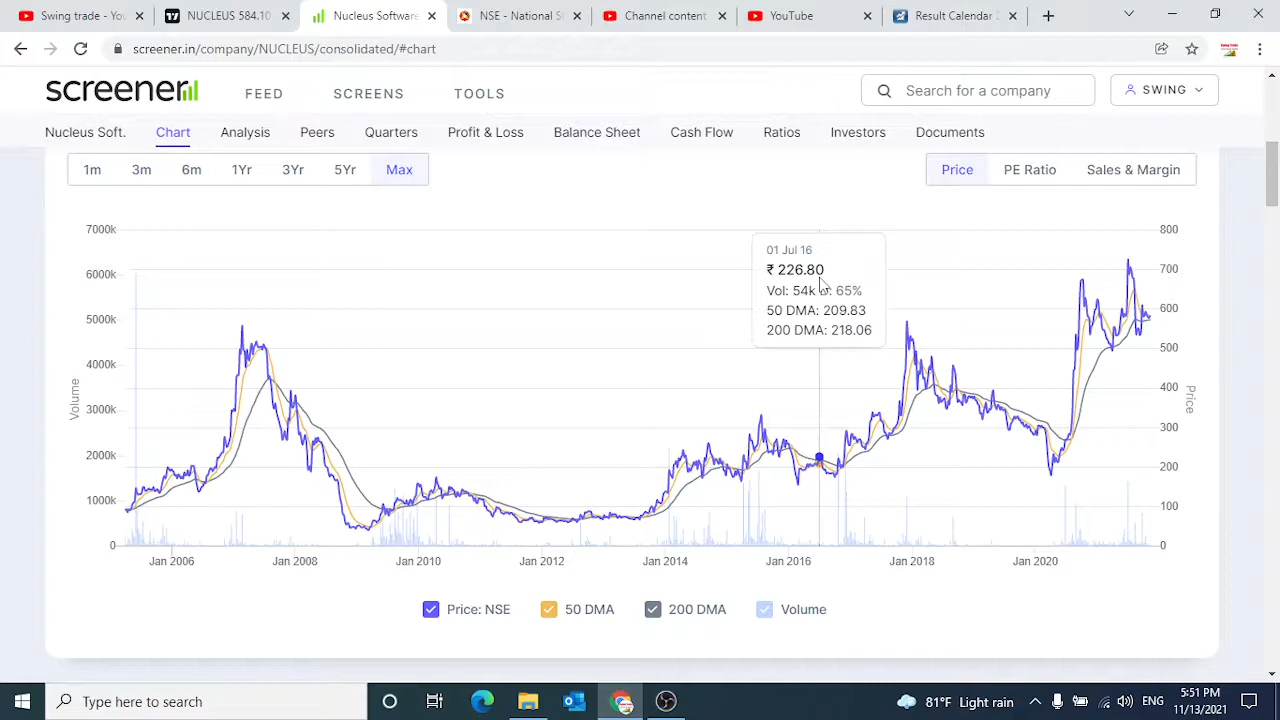 Swing trade - Yo
NUCLEUS 584.10
Nucleus Software
NSE - National S
Channel content
YouTube
Result Calendar
screener.in/company/NUCLEUS/consolidated/#chart
screener
FEED SCREENS TOOLS
Search for a company
SWING
Nucleus Soft. Chart Analysis Peers Quarters Profit & Loss Balance Sheet Cash Flow Ratios Investors Documents
1m 3m 6m 1Yr 3Yr 5Yr Max
Price PE Ratio Sales & Margin
7000k
6000k
5000k
4000k
3000k
2000k
1000k
0
Volume
01 Jul 16
₹ 226.80
Vol: 54k D: 65%
50 DMA: 209.83
200 DMA: 218.06
800
700
600
500
400
300
200
100
0
Price
Jan 2006 Jan 2008 Jan 2010 Jan 2012 Jan 2014 Jan 2016 Jan 2018 Jan 2020
Price: NSE 50 DMA 200 DMA Volume
Type here to search
81°F Light rain
ENG
5:51 PM
11/13/2021